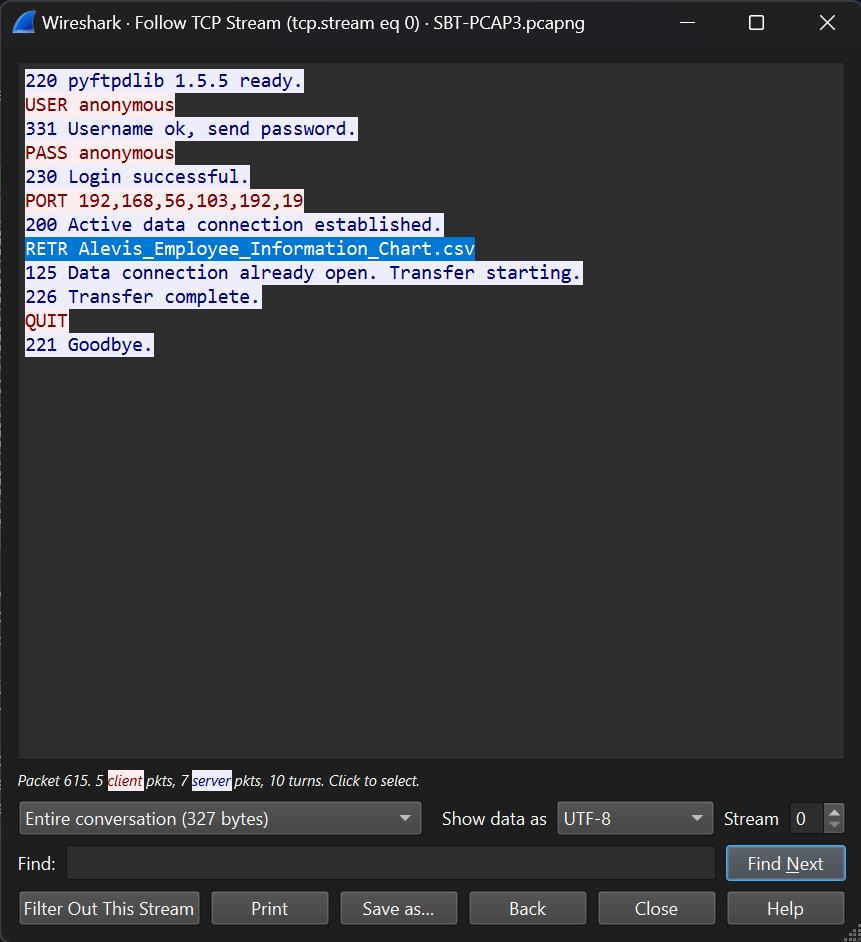 Wireshark · Follow TCP Stream (tcp.stream eq 0) · SBT-PCAP3.pcapng
220 pyftpdlib 1.5.5 ready.
USER anonymous
331 Username ok, send password.
PASS anonymous
230 Login successful.
PORT 192,168,56,103,192,19
200 Active data connection established.
RETR Alevis_Employee_Information_Chart.csv
125 Data connection already open. Transfer starting.
226 Transfer complete.
QUIT
221 Goodbye.
Packet 615. 5 client pkts, 7 server pkts, 10 turns. Click to select.
Entire conversation (327 bytes) Show data as UTF-8 Stream 0
Find: Find Next
Filter Out This Stream Print Save as... Back Close Help